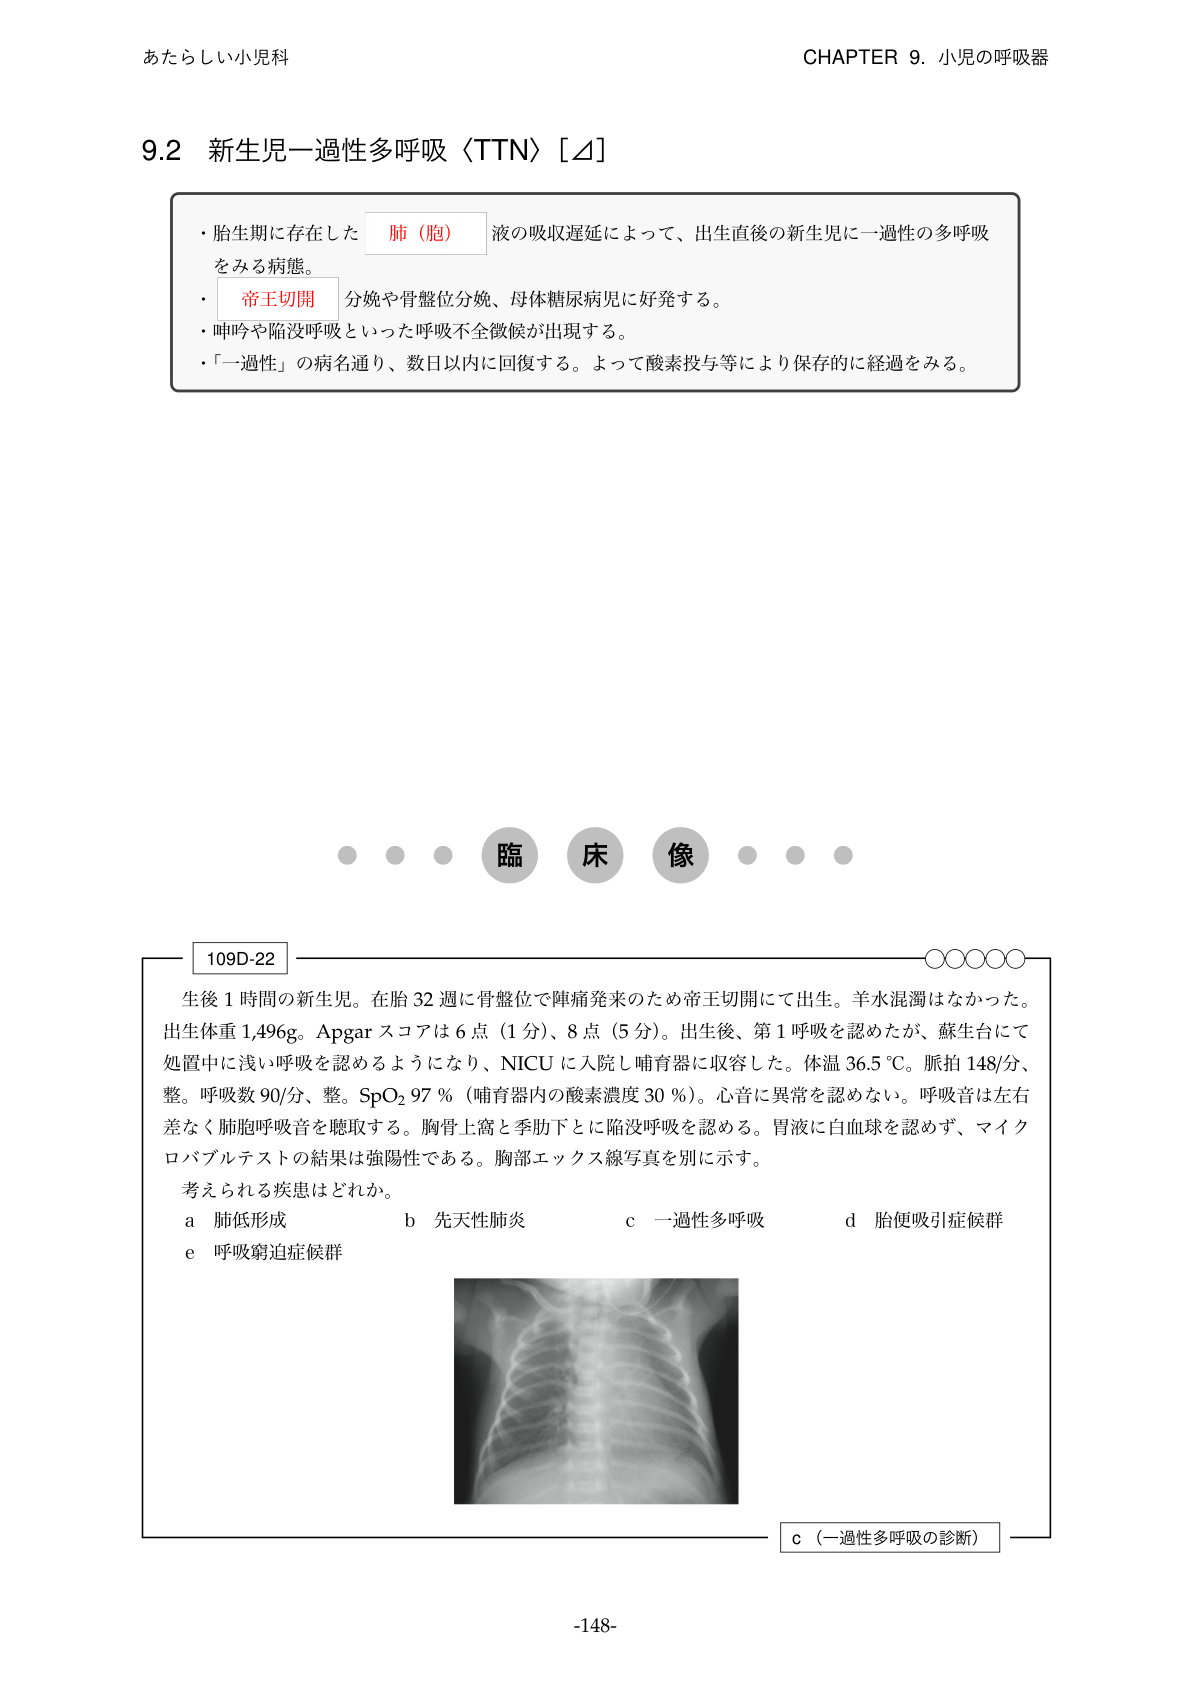 あたらしい小児科
CHAPTER 9. 小児の呼吸器
9.2 新生児一過性多呼吸〈TTN〉[⊿]
・胎生期に存在した 肺(胞) 液の吸収遅延によって、出生直後の新生児に一過性の多呼吸
をみる病態。
・ 帝王切開 分娩や骨盤位分娩、母体糖尿病児に好発する。
・呻吟や陥没呼吸といった呼吸不全徴候が出現する。
・「一過性」の病名通り、数日以内に回復する。よって酸素投与等により保存的に経過をみる。
臨 床 像
109D-22
生後 1 時間の新生児。在胎 32 週に骨盤位で陣痛発来のため帝王切開にて出生。羊水混濁はなかった。
出生体重 1,496g。Apgar スコアは 6 点(1 分)、8 点(5 分)。出生後、第 1 呼吸を認めたが、蘇生台にて
処置中に浅い呼吸を認めるようになり、NICU に入院し哺育器に収容した。体温 36.5 ℃。脈拍 148/分、
整。呼吸数 90/分、整。SpO₂ 97 %(哺育器内の酸素濃度 30 %)。心音に異常を認めない。呼吸音は左右
差なく肺胞呼吸音を聴取する。胸骨上窩と季肋下とに陥没呼吸を認める。胃液に白血球を認めず、マイク
ロバブルテストの結果は強陽性である。胸部エックス線写真を別に示す。
考えられる疾患はどれか。
a 肺低形成 b 先天性肺炎 c 一過性多呼吸 d 胎便吸引症候群
e 呼吸窮迫症候群
c (一過性多呼吸の診断)
-148-